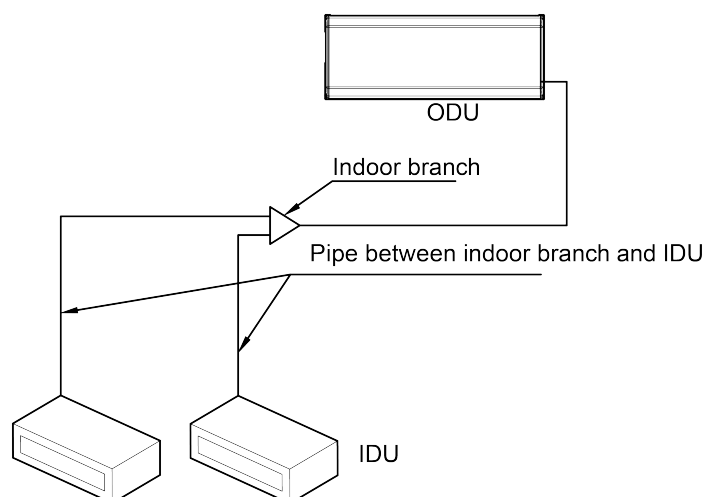 ODU
Indoor branch
Pipe between indoor branch and IDU
IDU